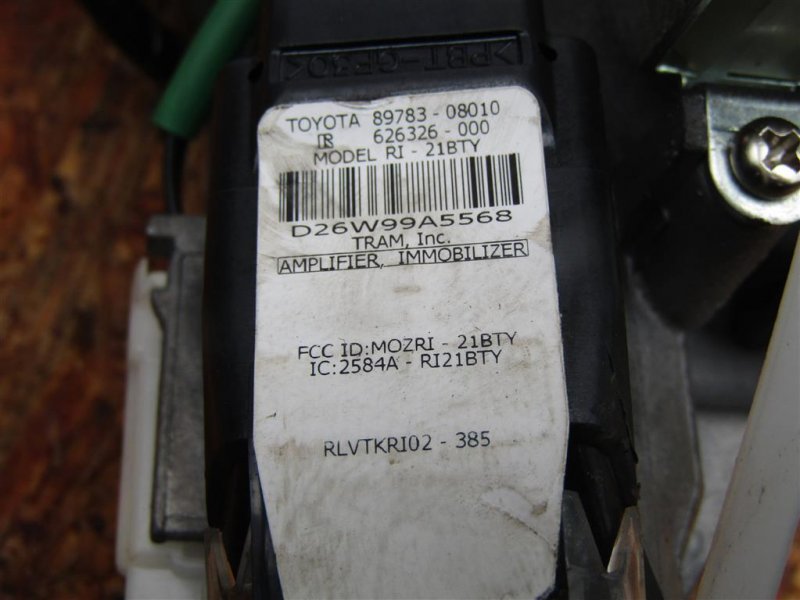 >PBT-GF30<
TOYOTA 89783 - 08010
R 626326 - 000
MODEL RI - 21BTY
D26W99A5568
TRAM, Inc.
AMPLIFIER, IMMOBILIZER
FCC ID:MOZRI - 21BTY
IC:2584A - RI21BTY
RLVTKRI02 - 385